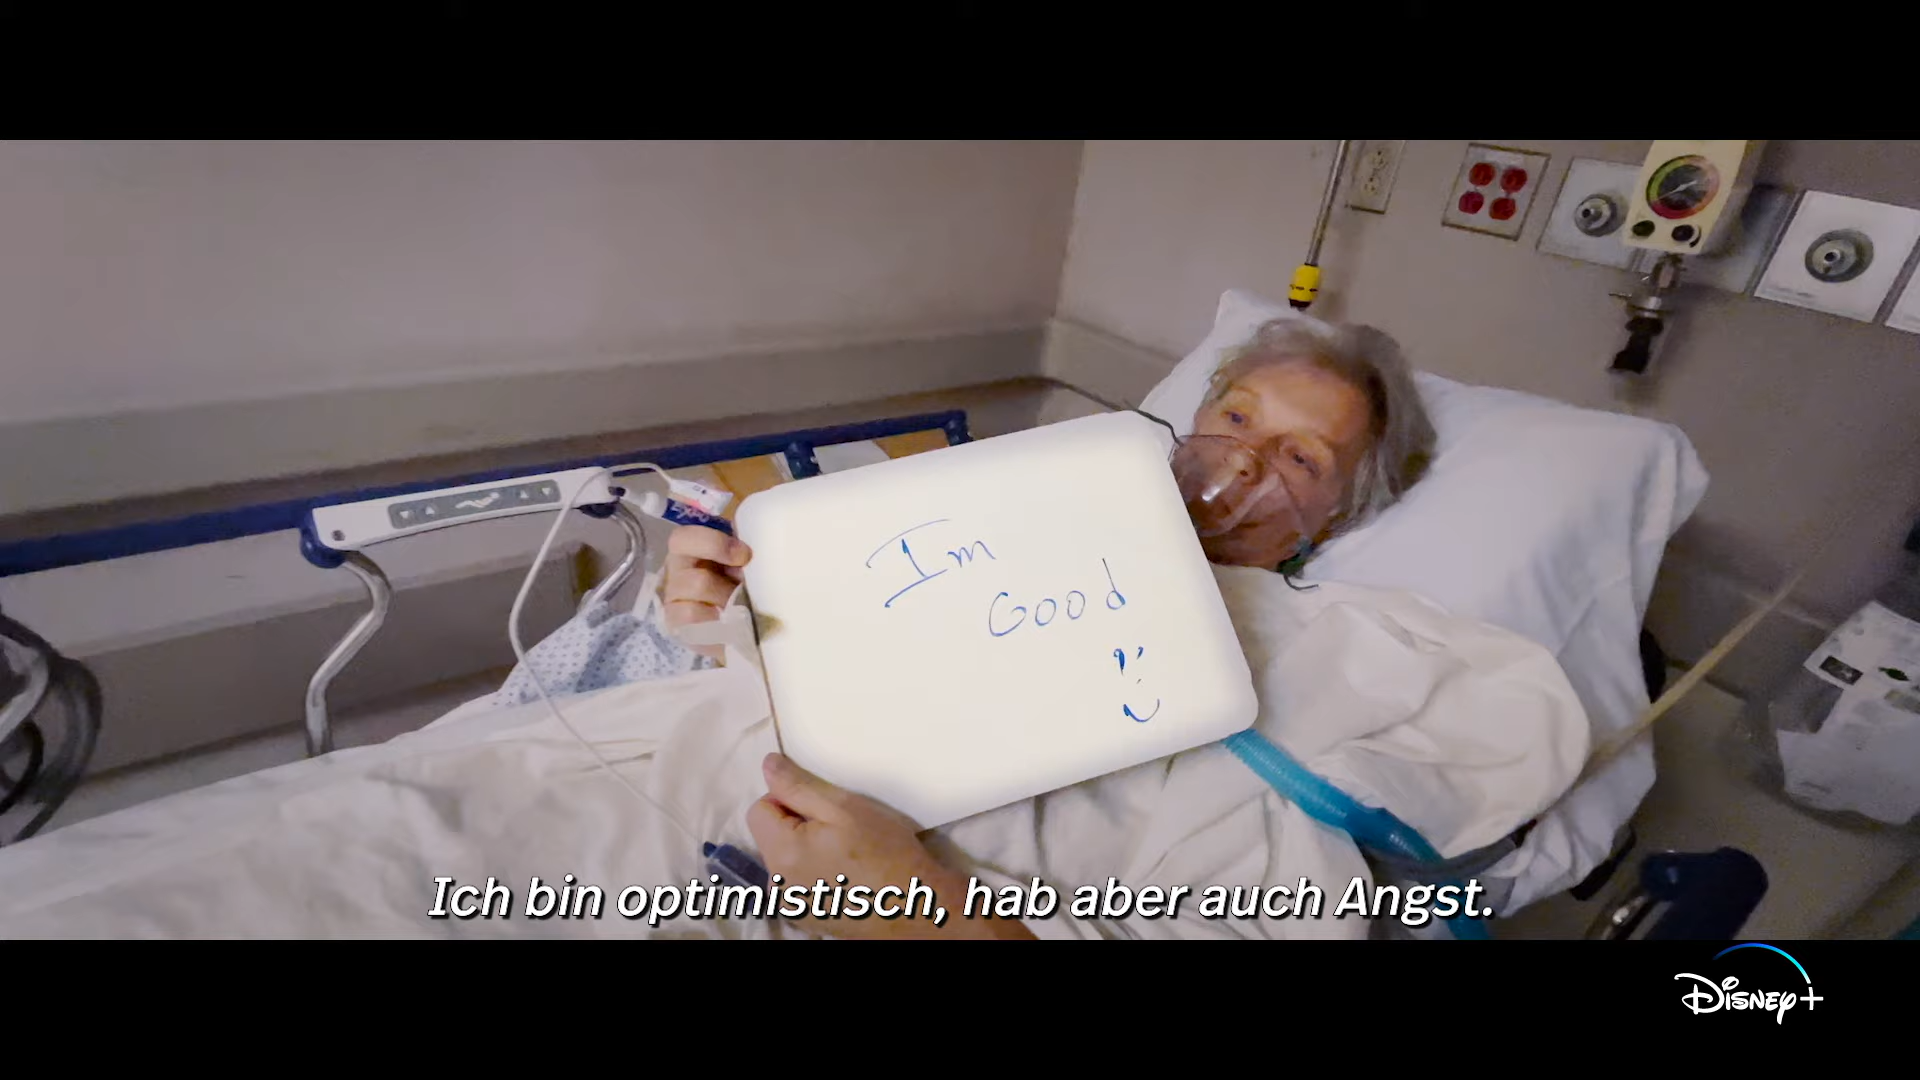 Im
Good
Ich bin optimistisch, hab aber auch Angst.
Disney+